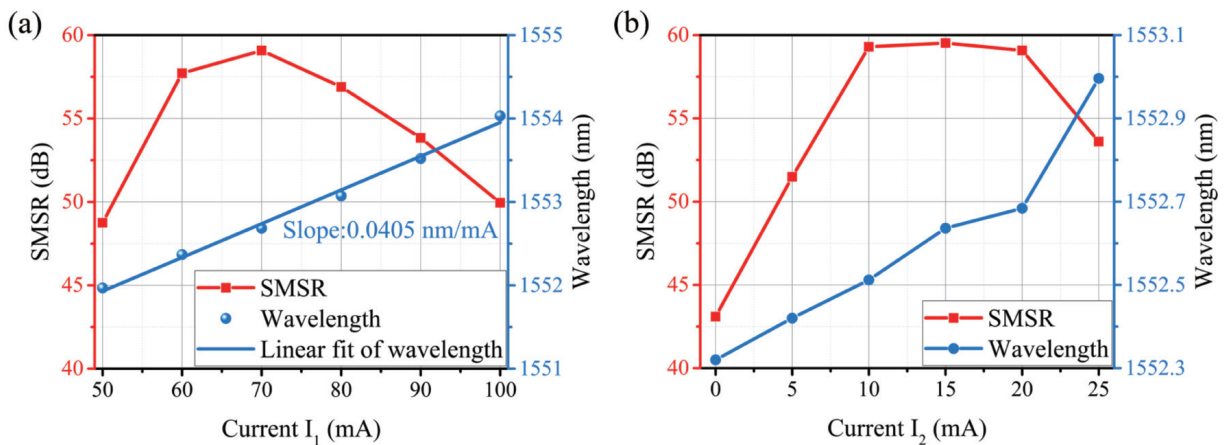 (a)
60
55
50
45
40
SMSR (dB)
1555
1554
1553
1552
1551
Wavelength (nm)
Slope:0.0405 nm/mA
SMSR
Wavelength
Linear fit of wavelength
50 60 70 80 90 100
Current I₁ (mA)
(b)
60
55
50
45
40
SMSR (dB)
1553.1
1552.9
1552.7
1552.5
1552.3
Wavelength (nm)
SMSR
Wavelength
0 5 10 15 20 25
Current I₂ (mA)